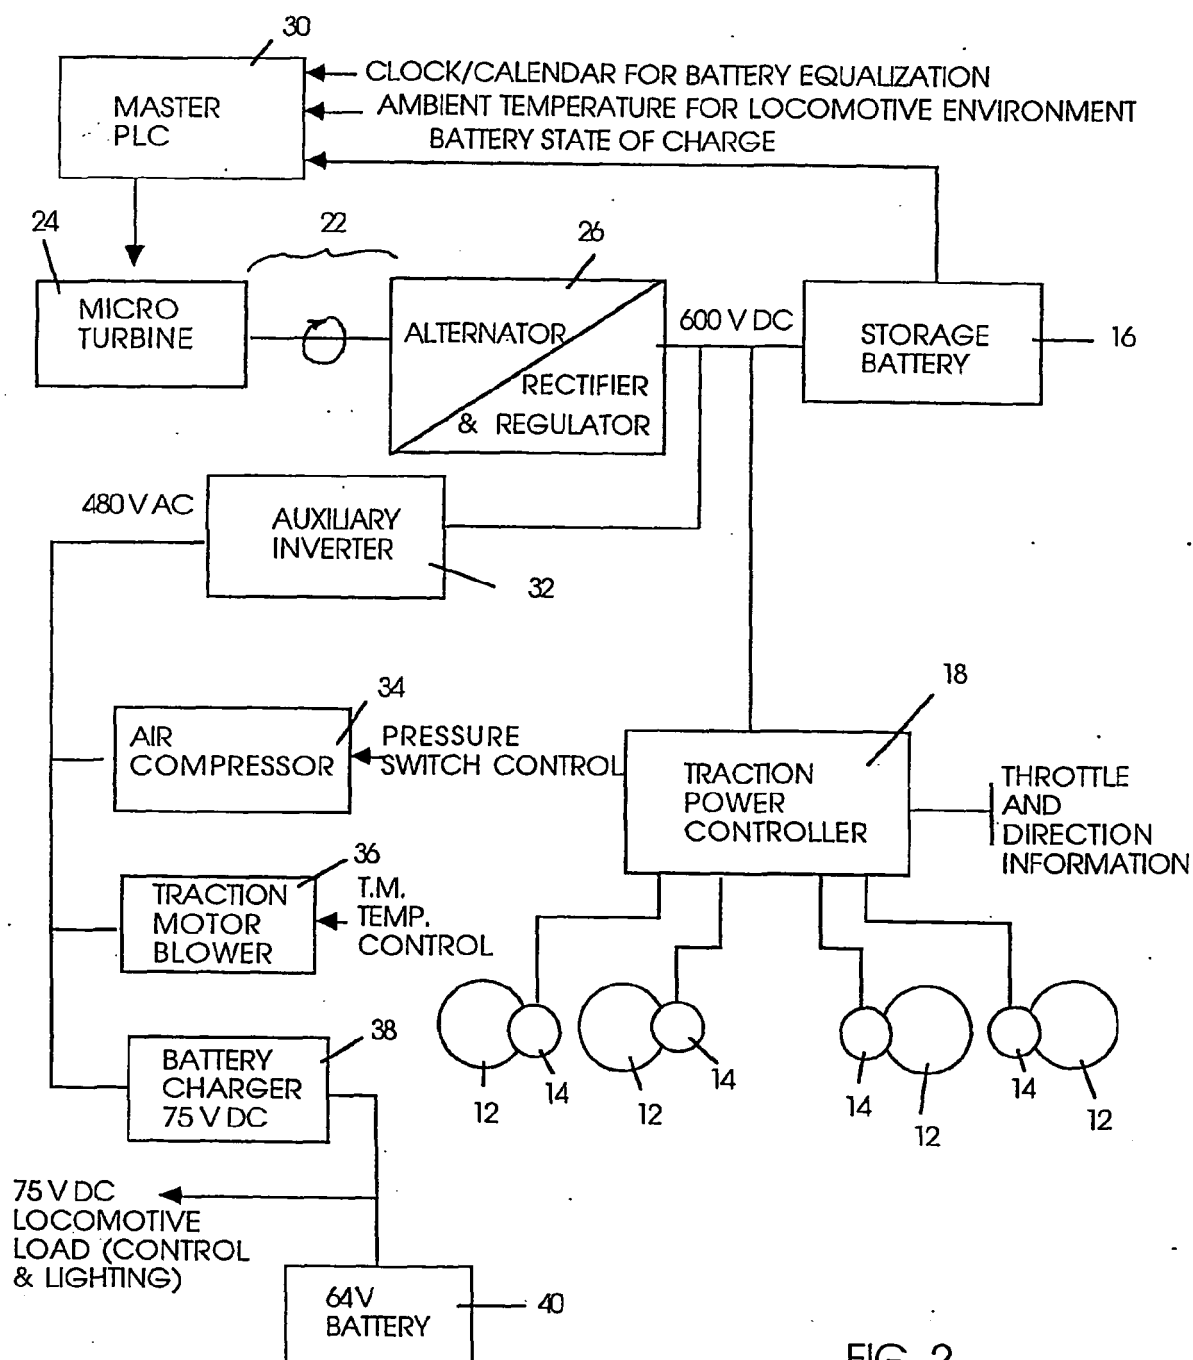 30
MASTER
PLC
CLOCK/CALENDAR FOR BATTERY EQUALIZATION
AMBIENT TEMPERATURE FOR LOCOMOTIVE ENVIRONMENT
BATTERY STATE OF CHARGE
24
22
26
MICRO
TURBINE
ALTERNATOR
RECTIFIER
& REGULATOR
600 V DC
STORAGE
BATTERY
16
480 V AC
AUXILIARY
INVERTER
32
34
AIR
COMPRESSOR
PRESSURE
SWITCH CONTROL
18
TRACTION
POWER
CONTROLLER
THROTTLE
AND
DIRECTION
INFORMATION
36
TRACTION
MOTOR
BLOWER
T.M.
TEMP.
CONTROL
38
BATTERY
CHARGER
75 V DC
12
14
12
14
14
12
14
12
75 V DC
LOCOMOTIVE
LOAD (CONTROL
& LIGHTING)
64V
BATTERY
40
FIG. 2